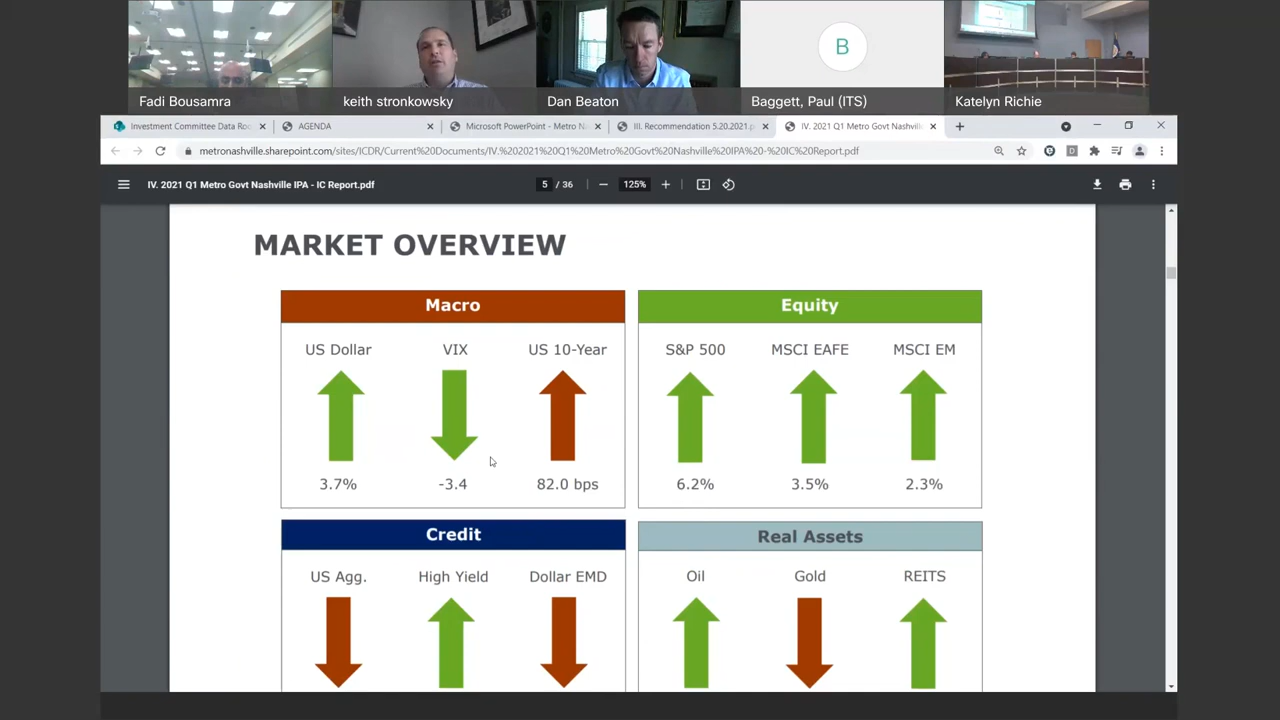 B
Fadi Bousamra
keith stronkowsky
Dan Beaton
Baggett, Paul (ITS)
Katelyn Richie
Investment Committee Data Roo
AGENDA
Microsoft PowerPoint - Metro N
III. Recommendation 5.20.2021.p
IV. 2021 Q1 Metro Govt Nashville
metronashville.sharepoint.com/sites/ICDR/Current%20Documents/IV.%202021%20Q1%20Metro%20Govt%20Nashville%20IPA%20-%20IC%20Report.pdf
IV. 2021 Q1 Metro Govt Nashville IPA - IC Report.pdf
5 / 36
125%
MARKET OVERVIEW
Macro
US Dollar VIX US 10-Year
3.7% -3.4 82.0 bps
Equity
S&P 500 MSCI EAFE MSCI EM
6.2% 3.5% 2.3%
Credit
US Agg. High Yield Dollar EMD
Real Assets
Oil Gold REITS